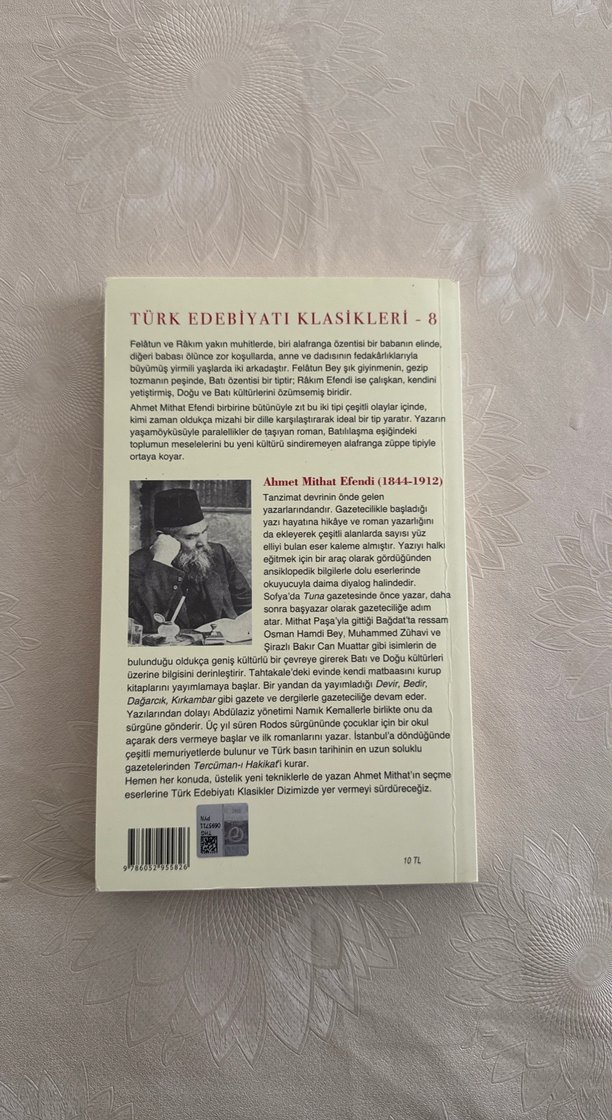 TÜRK EDEBİYATI KLASİKLERİ - 8
Felâtun ve Râkım yakın muhitlerde, biri alafranga özentisi bir babanın elinde,
diğeri babası ölünce zor koşullarda, anne ve dadısının fedakârlıklarıyla
büyümüş yirmili yaşlarda iki arkadaştır. Felâtun Bey şık giyinmenin, gezip
tozmanın peşinde, Batı özentisi bir tiptir; Râkım Efendi ise çalışkan, kendini
yetiştirmiş, Doğu ve Batı kültürlerini özümsemiş biridir.
Ahmet Mithat Efendi birbirine bütünüyle zıt bu iki tipi çeşitli olaylar içinde,
kimi zaman oldukça mizahi bir dille karşılaştırarak ideal bir tip yaratır. Yazarın
yaşamöyküsüyle paralellikler de taşıyan roman, Batılılaşma eşiğindeki
toplumun meselelerini bu yeni kültürü sindiremeyen alafranga züppe tipiyle
ortaya koyar.
Ahmet Mithat Efendi (1844-1912)
Tanzimat devrinin önde gelen
yazarlarındandır. Gazetecilikle başladığı
yazı hayatına hikâye ve roman yazarlığını
da ekleyerek çeşitli alanlarda sayısı yüz
elliyi bulan eser kaleme almıştır. Yazıyı halkı
eğitmek için bir araç olarak gördüğünden
ansiklopedik bilgilerle dolu eserlerinde
okuyucuyla daima diyalog halindedir.
Sofya'da Tuna gazetesinde önce yazar, daha
sonra başyazar olarak gazeteciliğe adım
atar. Mithat Paşa'yla gittiği Bağdat'ta ressam
Osman Hamdi Bey, Muhammed Zühavi ve
Şirazlı Bakır Can Muattar gibi isimlerin de
bulunduğu oldukça geniş kültürlü bir çevreye girerek Batı ve Doğu kültürleri
üzerine bilgisini derinleştirir. Tahtakale'deki evinde kendi matbaasını kurup
kitaplarını yayımlamaya başlar. Bir yandan da yayımladığı Devir, Bedir,
Dağarcık, Kırkambar gibi gazete ve dergilerle gazeteciliğe devam eder.
Yazılarından dolayı Abdülaziz yönetimi Namık Kemallerle birlikte onu da
sürgüne gönderir. Üç yıl süren Rodos sürgününde çocuklar için bir okul
açarak ders vermeye başlar ve ilk romanlarını yazar. İstanbul'a döndüğünde
çeşitli memuriyetlerde bulunur ve Türk basın tarihinin en uzun soluklu
gazetelerinden Tercüman-ı Hakikat'i kurar.
Hemen her konuda, üstelik yeni tekniklerle de yazan Ahmet Mithat'ın seçme
eserlerine Türk Edebiyatı Klasikler Dizimizde yer vermeyi sürdüreceğiz.
THG
0695711
PYN
9 786052 955826
10 TL